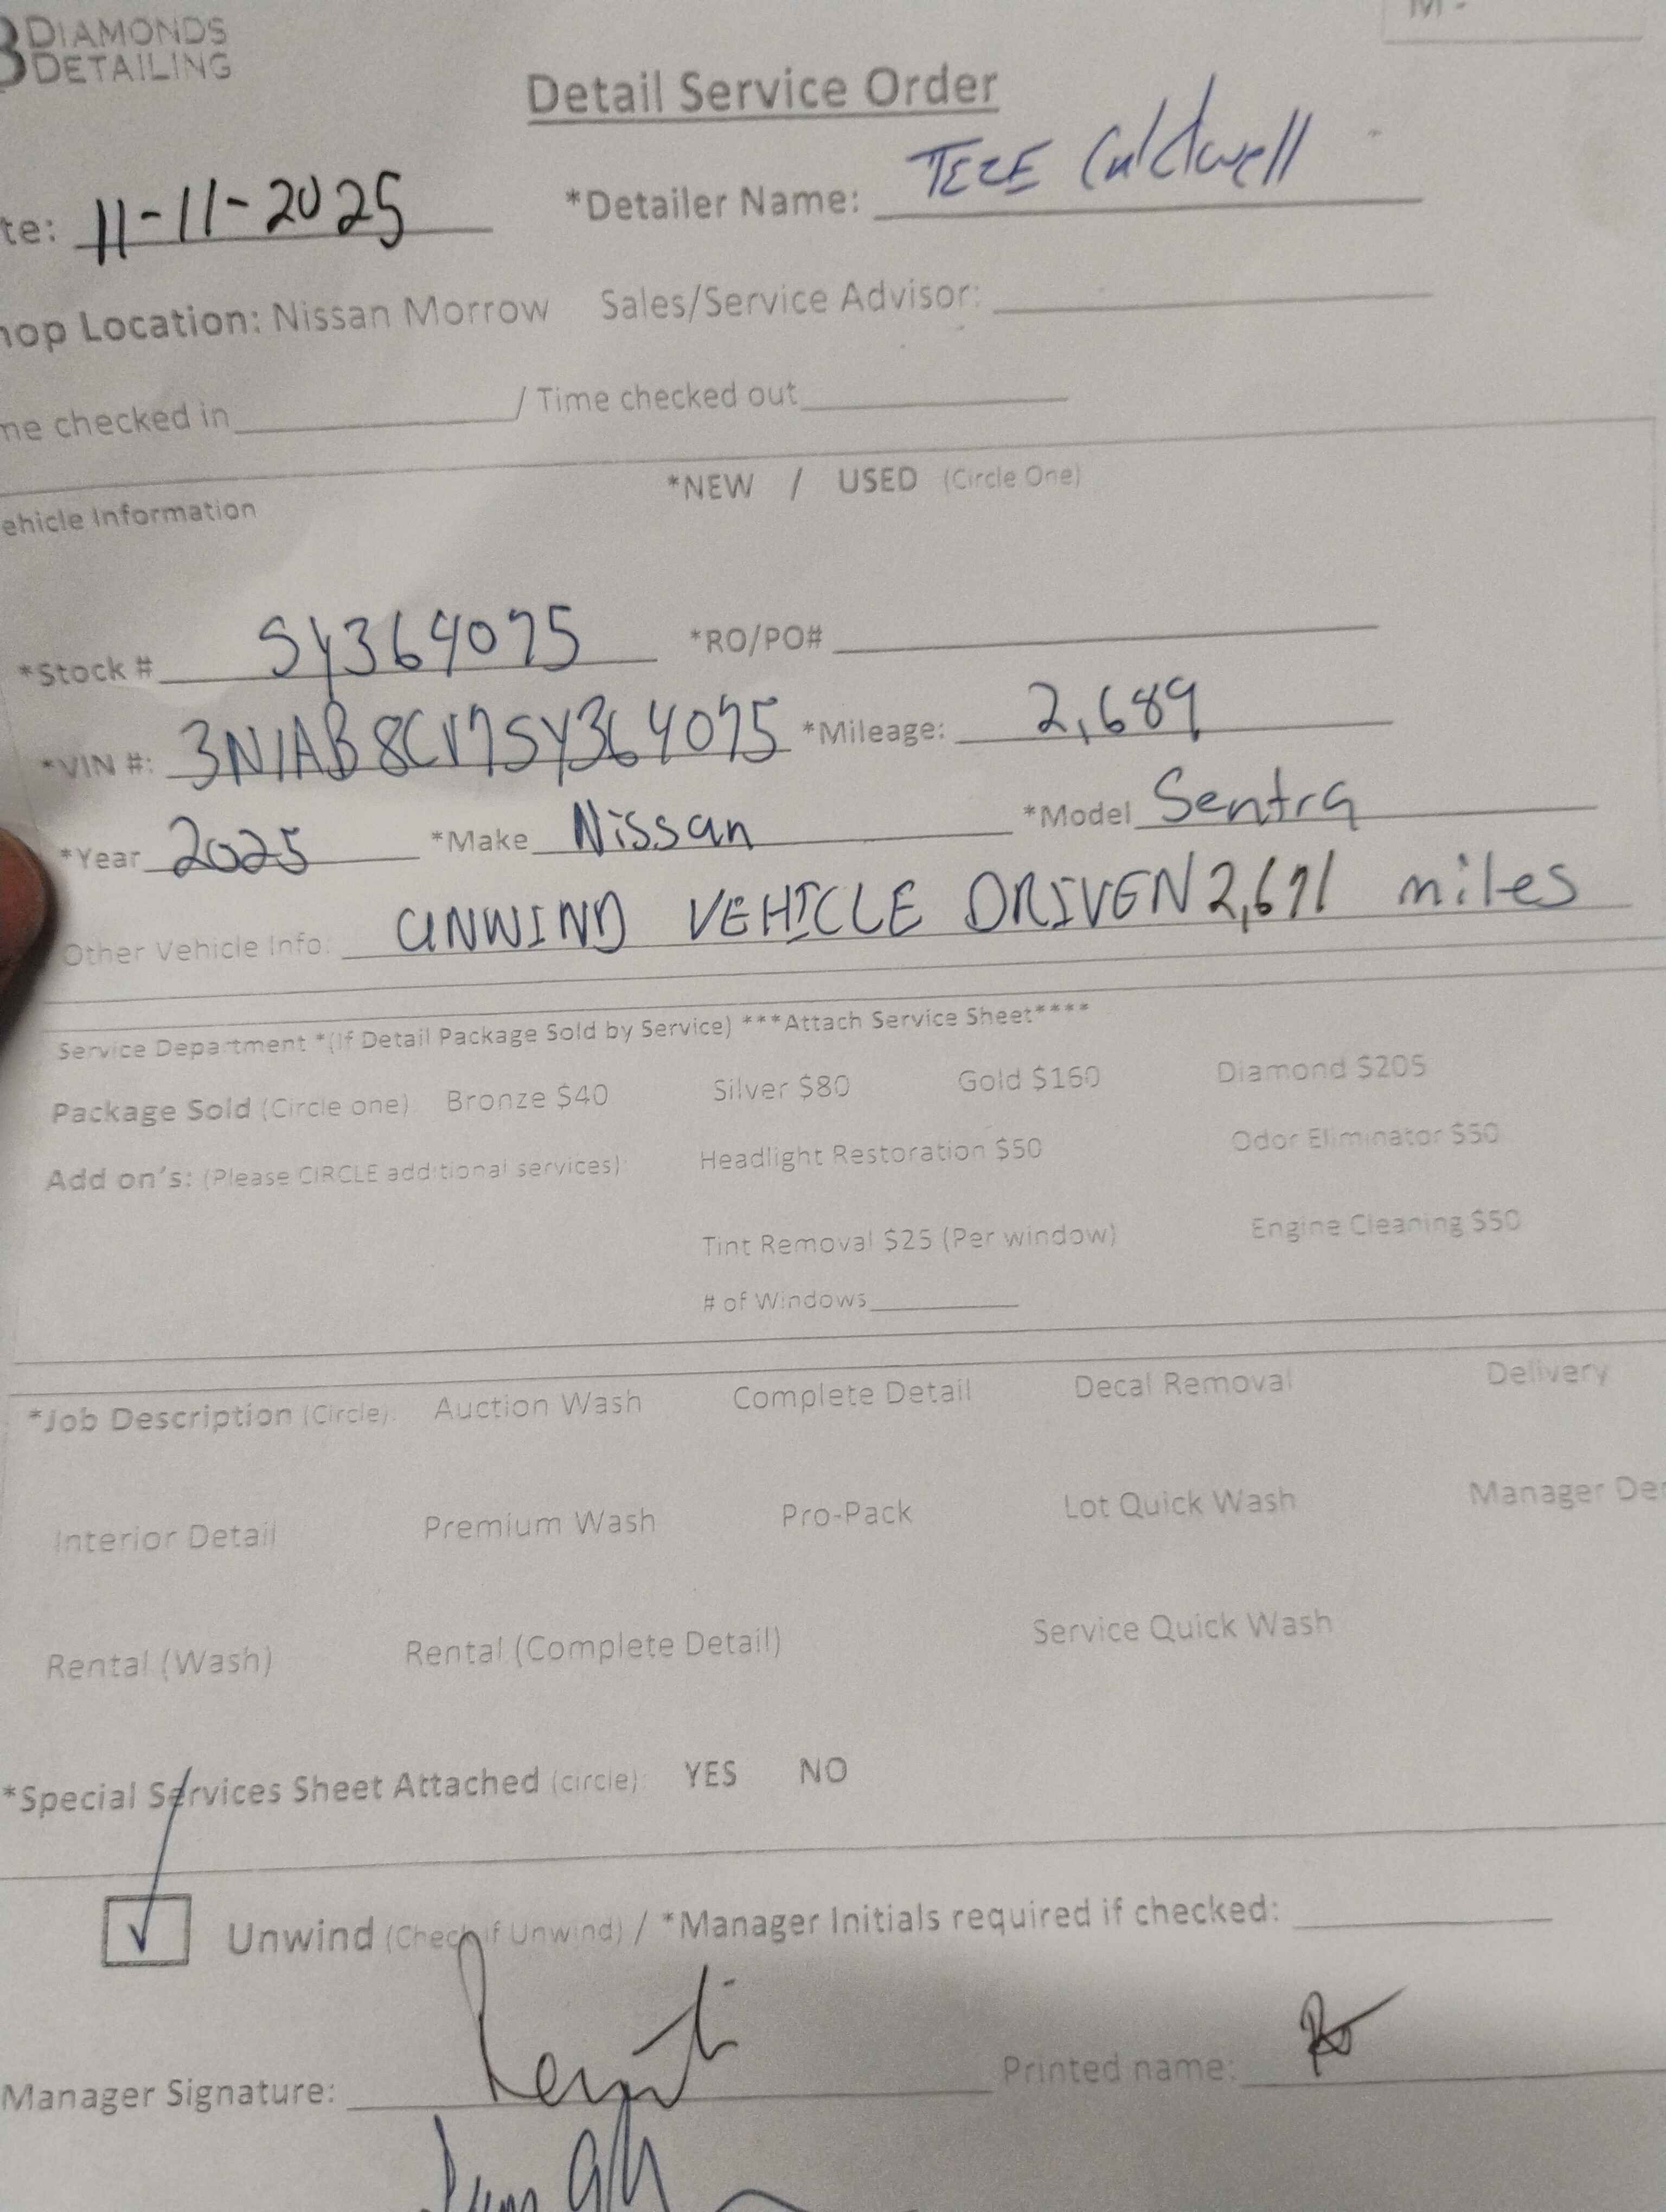 3 DIAMONDS
DETAILING
M-
Detail Service Order
te: 11-11-2025 *Detailer Name: TEZE Caldwell
hop Location: Nissan Morrow Sales/Service Advisor:
me checked in / Time checked out
ehicle Information *NEW / USED (Circle One)
*Stock # SY364075 *RO/PO#
*VIN #: 3N1AB8CV7SY364075 *Mileage: 2,689
*Year 2025 *Make Nissan *Model Sentra
Other Vehicle Info: UNWIND VEHICLE DRIVEN 2,671 miles
Service Department *(If Detail Package Sold by Service) ***Attach Service Sheet****
Package Sold (Circle one) Bronze $40 Silver $80 Gold $160 Diamond $205
Add on's: (Please CIRCLE additional services): Headlight Restoration $50 Odor Eliminator $50
Tint Removal $25 (Per window) Engine Cleaning $50
# of Windows
*Job Description (Circle): Auction Wash Complete Detail Decal Removal Delivery
Interior Detail Premium Wash Pro-Pack Lot Quick Wash Manager De
Rental (Wash) Rental (Complete Detail) Service Quick Wash
*Special Services Sheet Attached (circle): YES NO
Unwind (Check if Unwind) / *Manager Initials required if checked:
Manager Signature: Printed name: